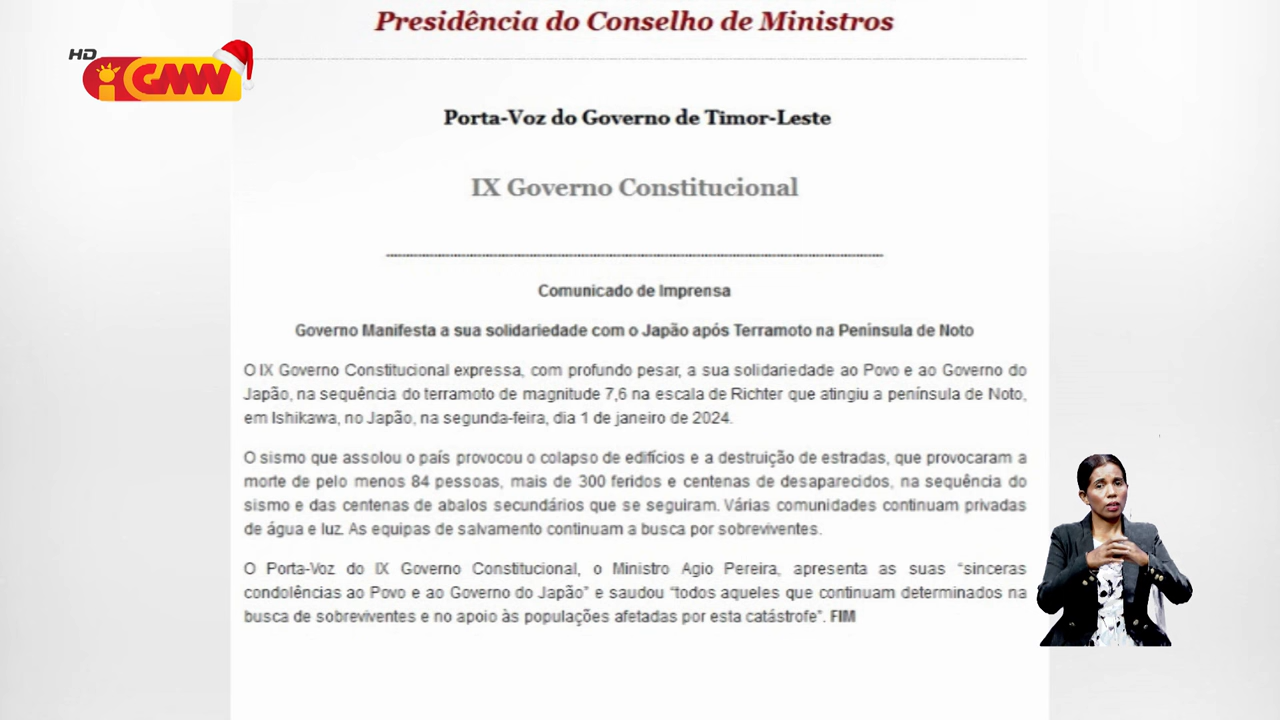 Presidência do Conselho de Ministros
HD
GMN
Porta-Voz do Governo de Timor-Leste
IX Governo Constitucional
Comunicado de Imprensa
Governo Manifesta a sua solidariedade com o Japão após Terramoto na Península de Noto
O IX Governo Constitucional expressa, com profundo pesar, a sua solidariedade ao Povo e ao Governo do
Japão, na sequência do terramoto de magnitude 7,6 na escala de Richter que atingiu a península de Noto,
em Ishikawa, no Japão, na segunda-feira, dia 1 de janeiro de 2024.
O sismo que assolou o país provocou o colapso de edifícios e a destruição de estradas, que provocaram a
morte de pelo menos 84 pessoas, mais de 300 feridos e centenas de desaparecidos, na sequência do
sismo e das centenas de abalos secundários que se seguiram. Várias comunidades continuam privadas
de água e luz. As equipas de salvamento continuam a busca por sobreviventes.
O Porta-Voz do IX Governo Constitucional, o Ministro Agio Pereira, apresenta as suas “sinceras
condolências ao Povo e ao Governo do Japão” e saudou “todos aqueles que continuam determinados na
busca de sobreviventes e no apoio às populações afetadas por esta catástrofe”. FIM